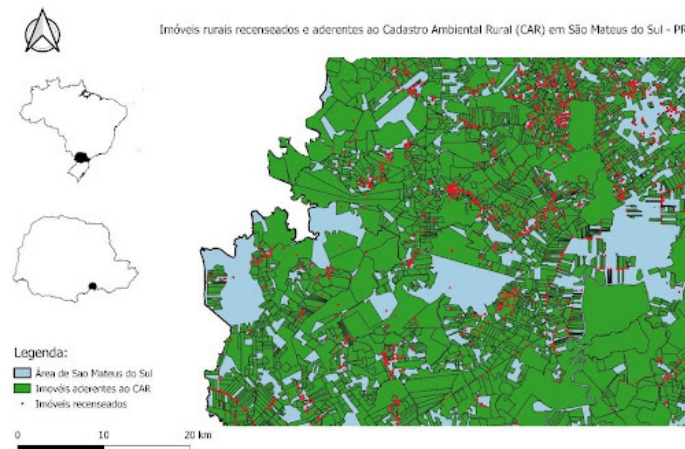 Imóveis rurais recenseados e aderentes ao Cadastro Ambiental Rural (CAR) em São Mateus do Sul - PR
Legenda:
Área de Sao Mateus do Sul
Imovéis aderentes ao CAR
Imóveis recenseados
0 10 20 km